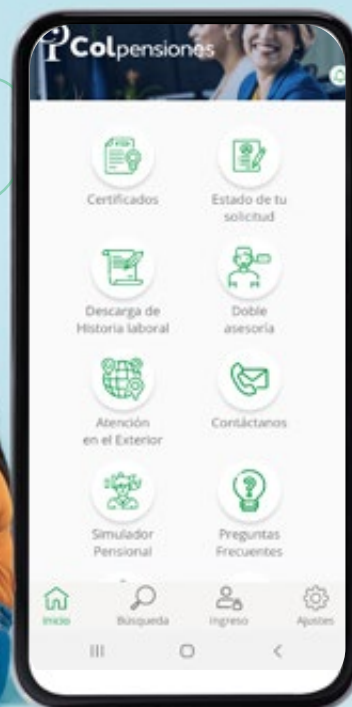 Colpensiones
Certificados
Estado de tu
solicitud
Descarga de
Historia laboral
Doble
asesoría
Atención
en el Exterior
Contáctanos
Simulador
Pensional
Preguntas
Frecuentes
Inicio
Búsqueda
Ingreso
Ajustes